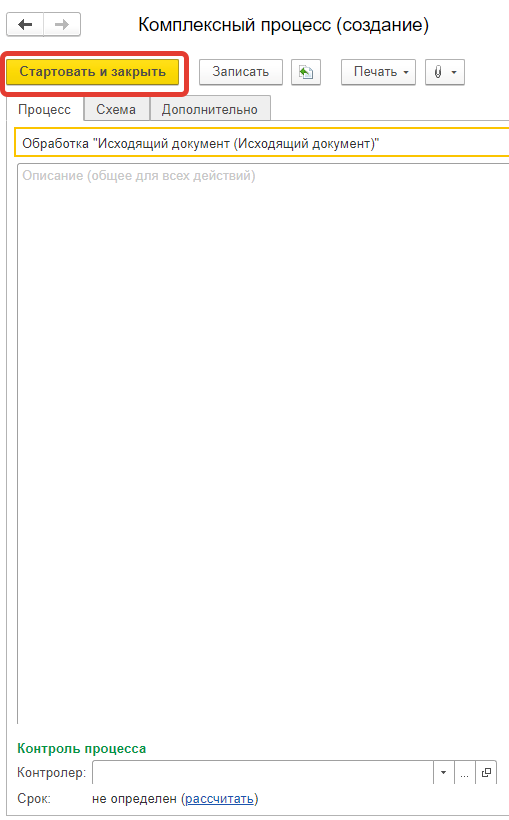 Комплексный процесс (создание)
Стартовать и закрыть Записать Печать
Процесс Схема Дополнительно
Обработка "Исходящий документ (Исходящий документ)"
Описание (общее для всех действий)
Контроль процесса
Контролер: ...
Срок: не определен (рассчитать)